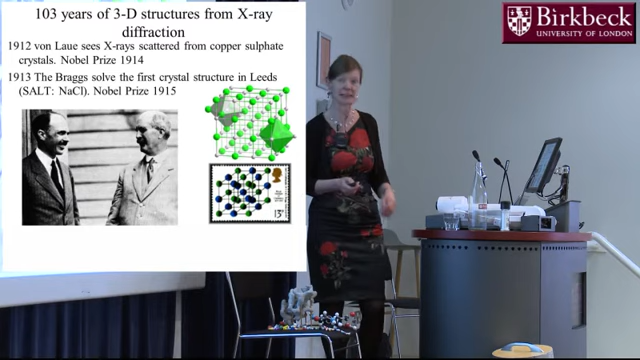 103 years of 3-D structures from X-ray
diffraction
1912 von Laue sees X-rays scattered from copper sulphate
crystals. Nobel Prize 1914
1913 The Braggs solve the first crystal structure in Leeds
(SALT: NaCl). Nobel Prize 1915
Birkbeck
UNIVERSITY OF LONDON